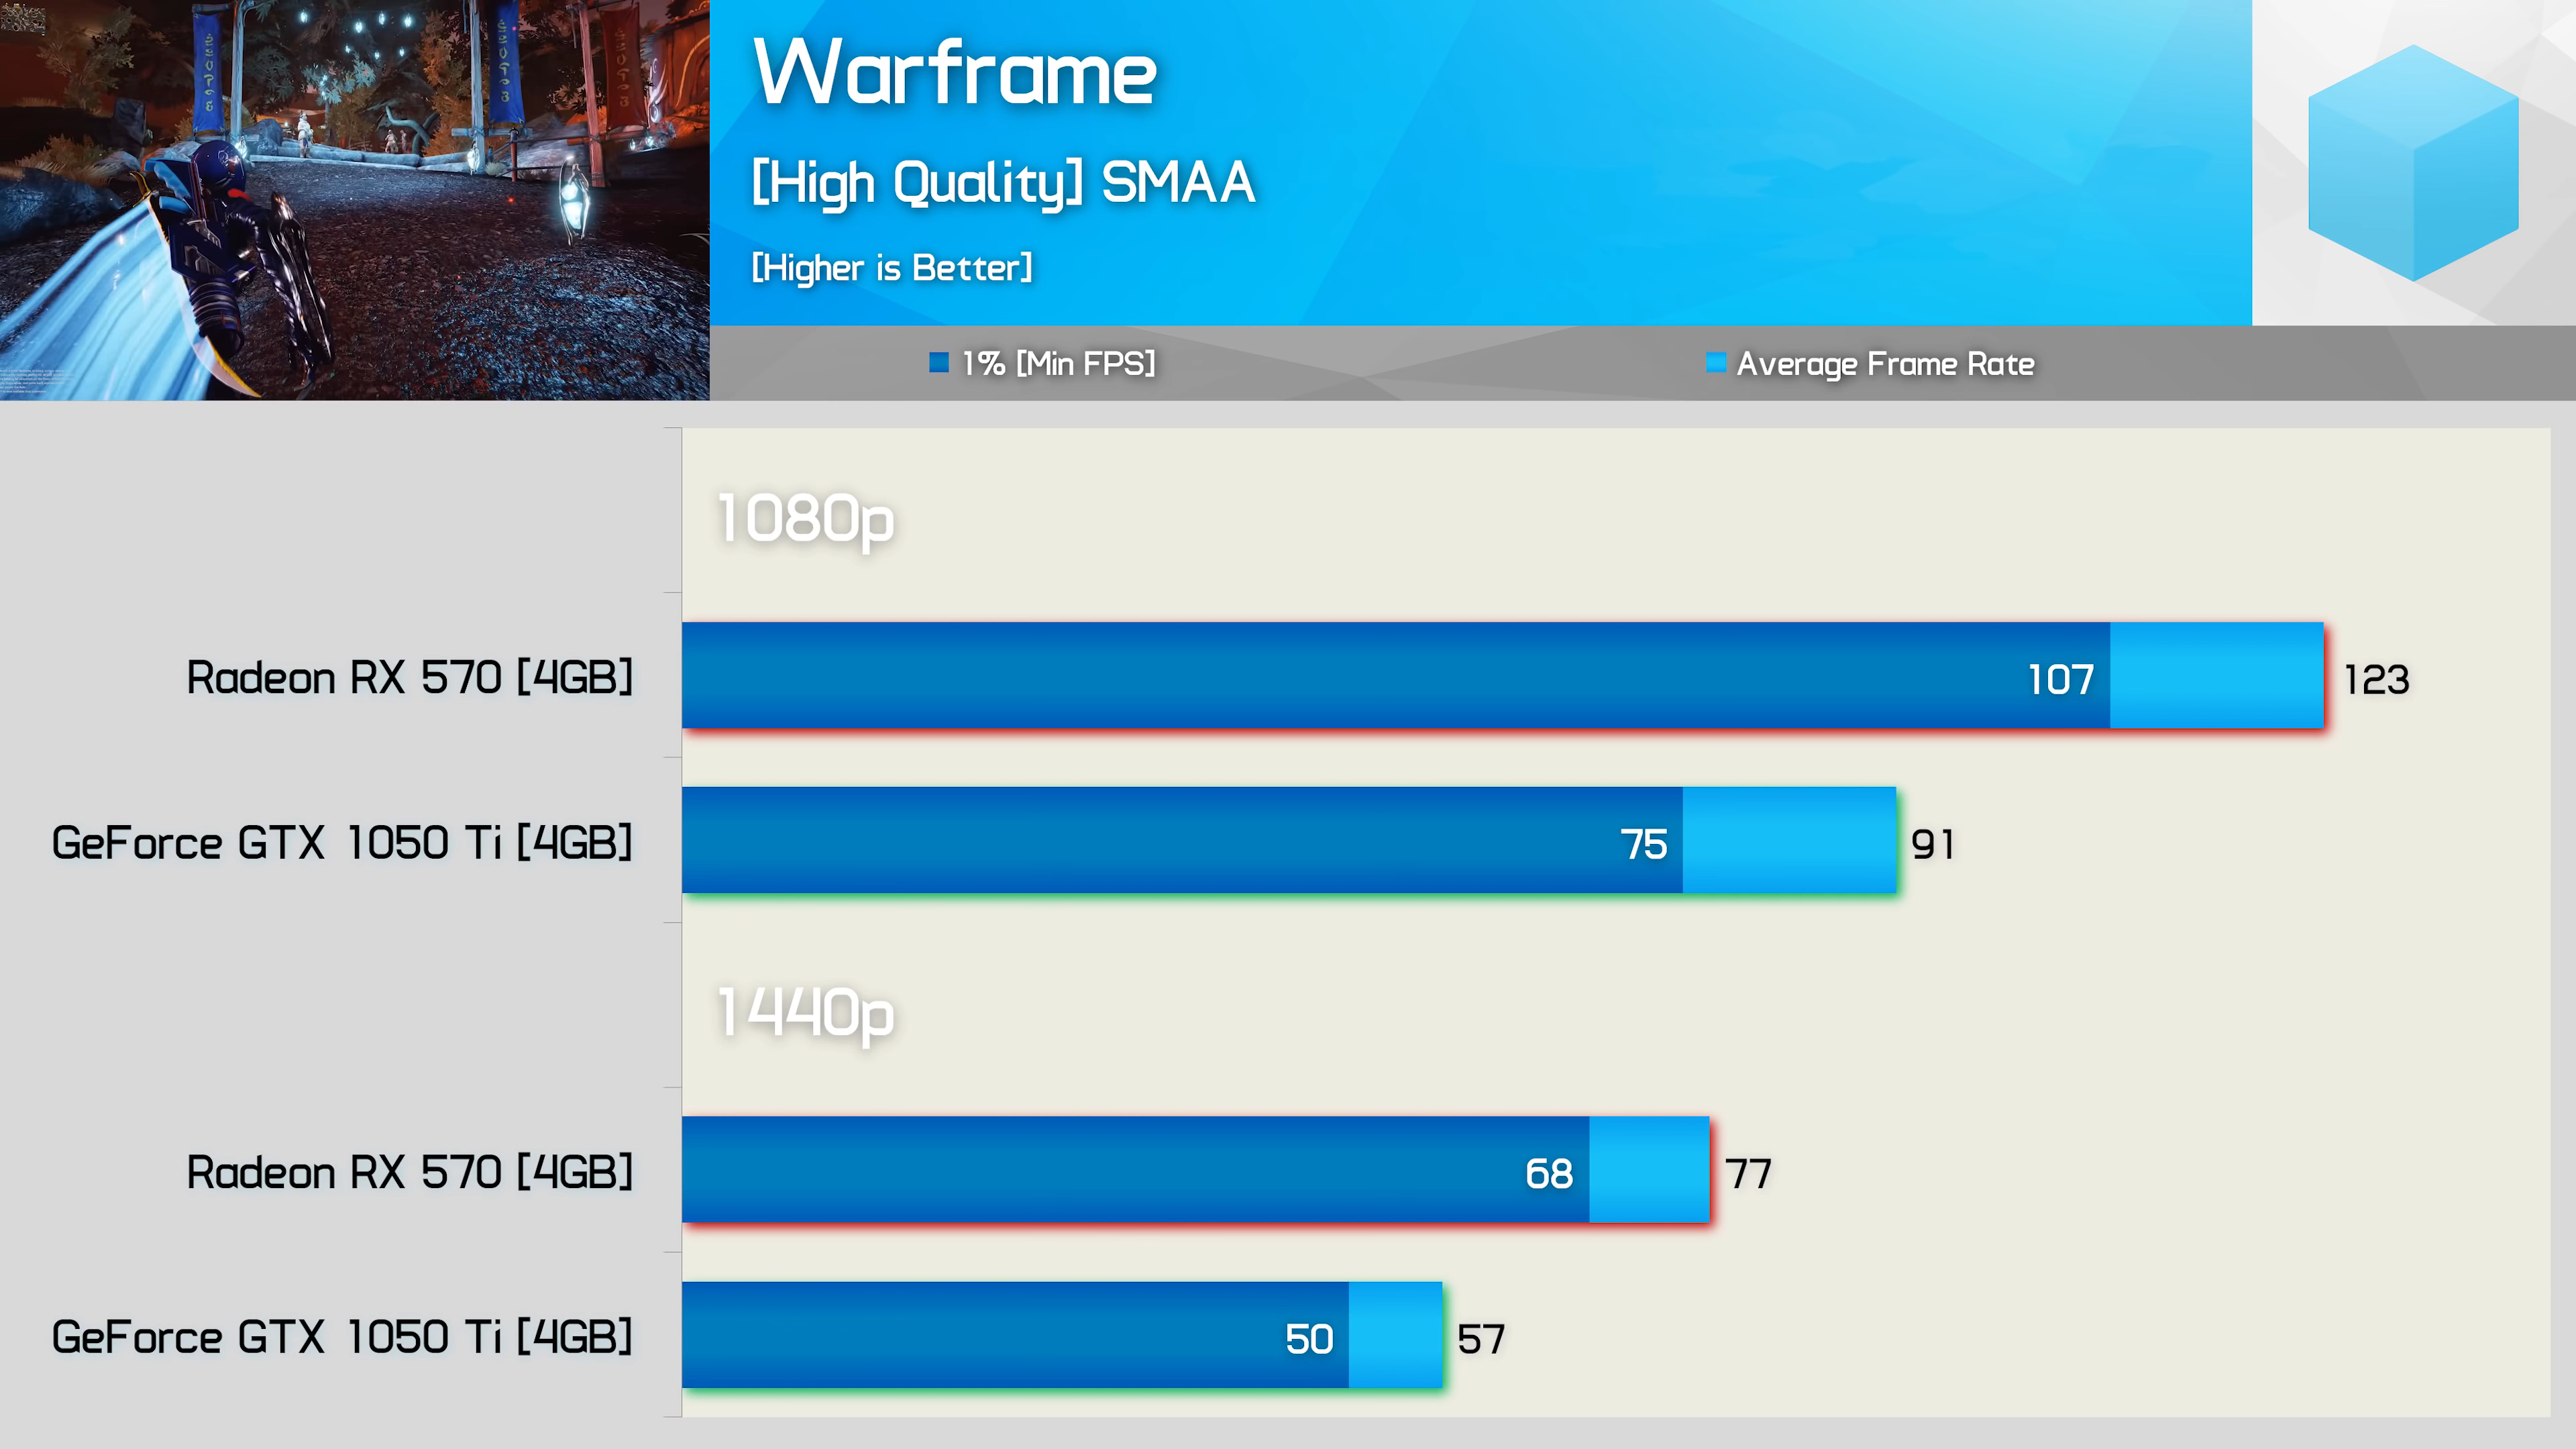 Warframe
[High Quality] SMAA
[Higher is Better]
1% [Min FPS]
Average Frame Rate
1080p
Radeon RX 570 [4GB]
107
123
GeForce GTX 1050 Ti [4GB]
75
91
1440p
Radeon RX 570 [4GB]
68
77
GeForce GTX 1050 Ti [4GB]
50
57